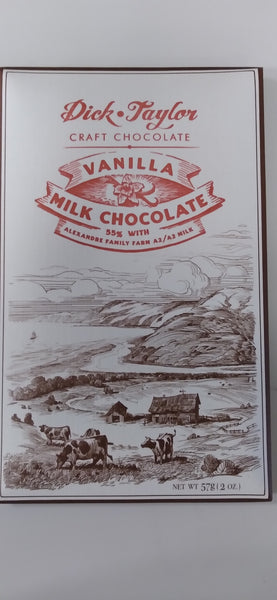 Dick • Taylor
CRAFT CHOCOLATE
VANILLA
MILK CHOCOLATE
55% WITH
ALEXANDRE FAMILY FARM A2/A2 MILK
NET WT 57g (2 OZ.)